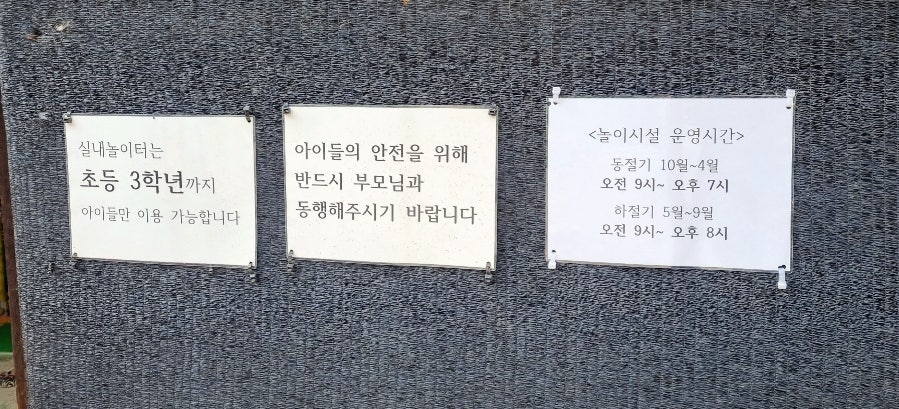 실내놀이터는
초등 3학년까지
아이들만 이용 가능합니다
아이들의 안전을 위해
반드시 부모님과
동행해주시기 바랍니다
<놀이시설 운영시간>
동절기 10월~4월
오전 9시~ 오후 7시
하절기 5월~9월
오전 9시~ 오후 8시